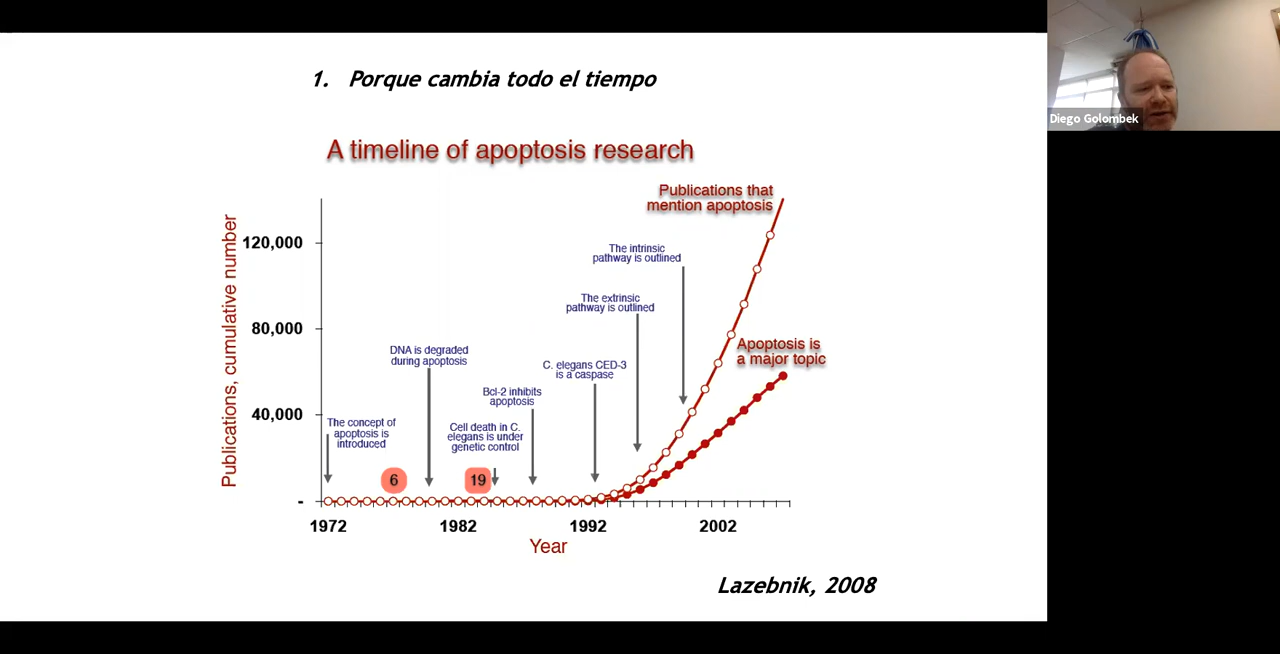 1. Porque cambia todo el tiempo
Diego Golombek
A timeline of apoptosis research
Publications that
mention apoptosis
Publications, cumulative number
120,000
80,000
40,000
-
The intrinsic
pathway is outlined
The extrinsic
pathway is outlined
Apoptosis is
a major topic
DNA is degraded
during apoptosis
C. elegans CED-3
is a caspase
Bcl-2 inhibits
apoptosis
The concept of
apoptosis is
introduced
Cell death in C.
elegans is under
genetic control
6
19
1972
1982
1992
2002
Year
Lazebnik, 2008